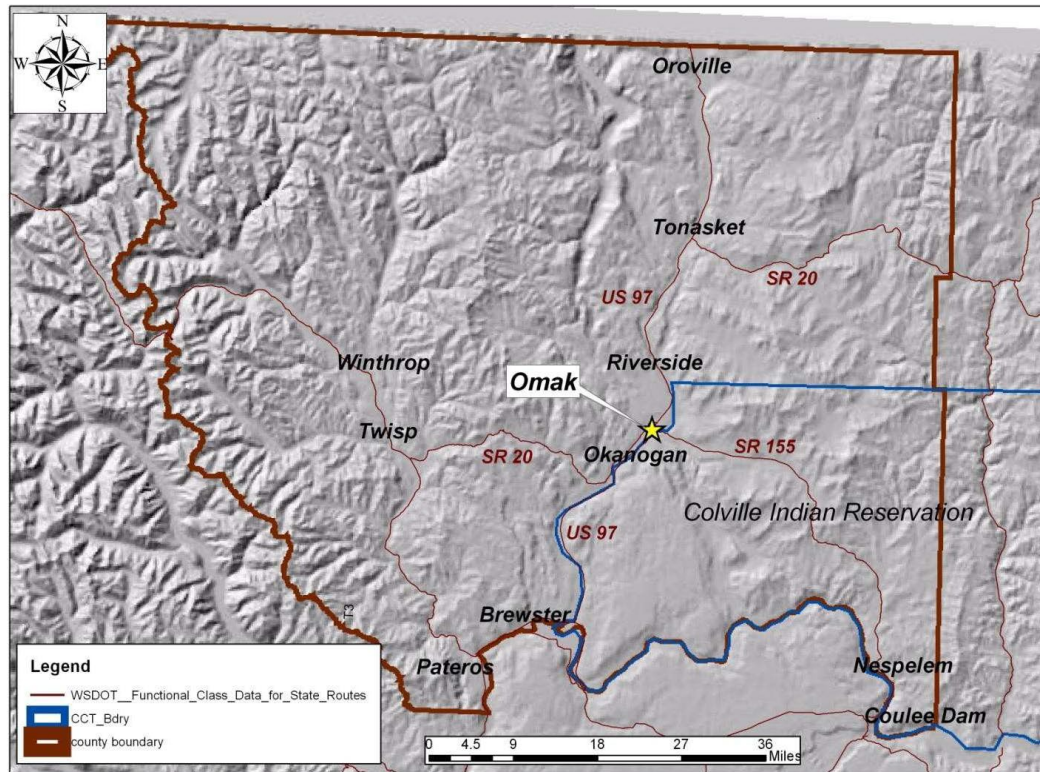 N
W E
S
Oroville
Tonasket
SR 20
US 97
Winthrop
Riverside
Omak
Twisp
SR 20
Okanogan
SR 155
Colville Indian Reservation
US 97
Brewster
T3
Pateros
Nespelem
Coulee Dam
Legend
WSDOT__Functional_Class_Data_for_State_Routes
CCT_Bdry
county boundary
0 4.5 9 18 27 36
Miles